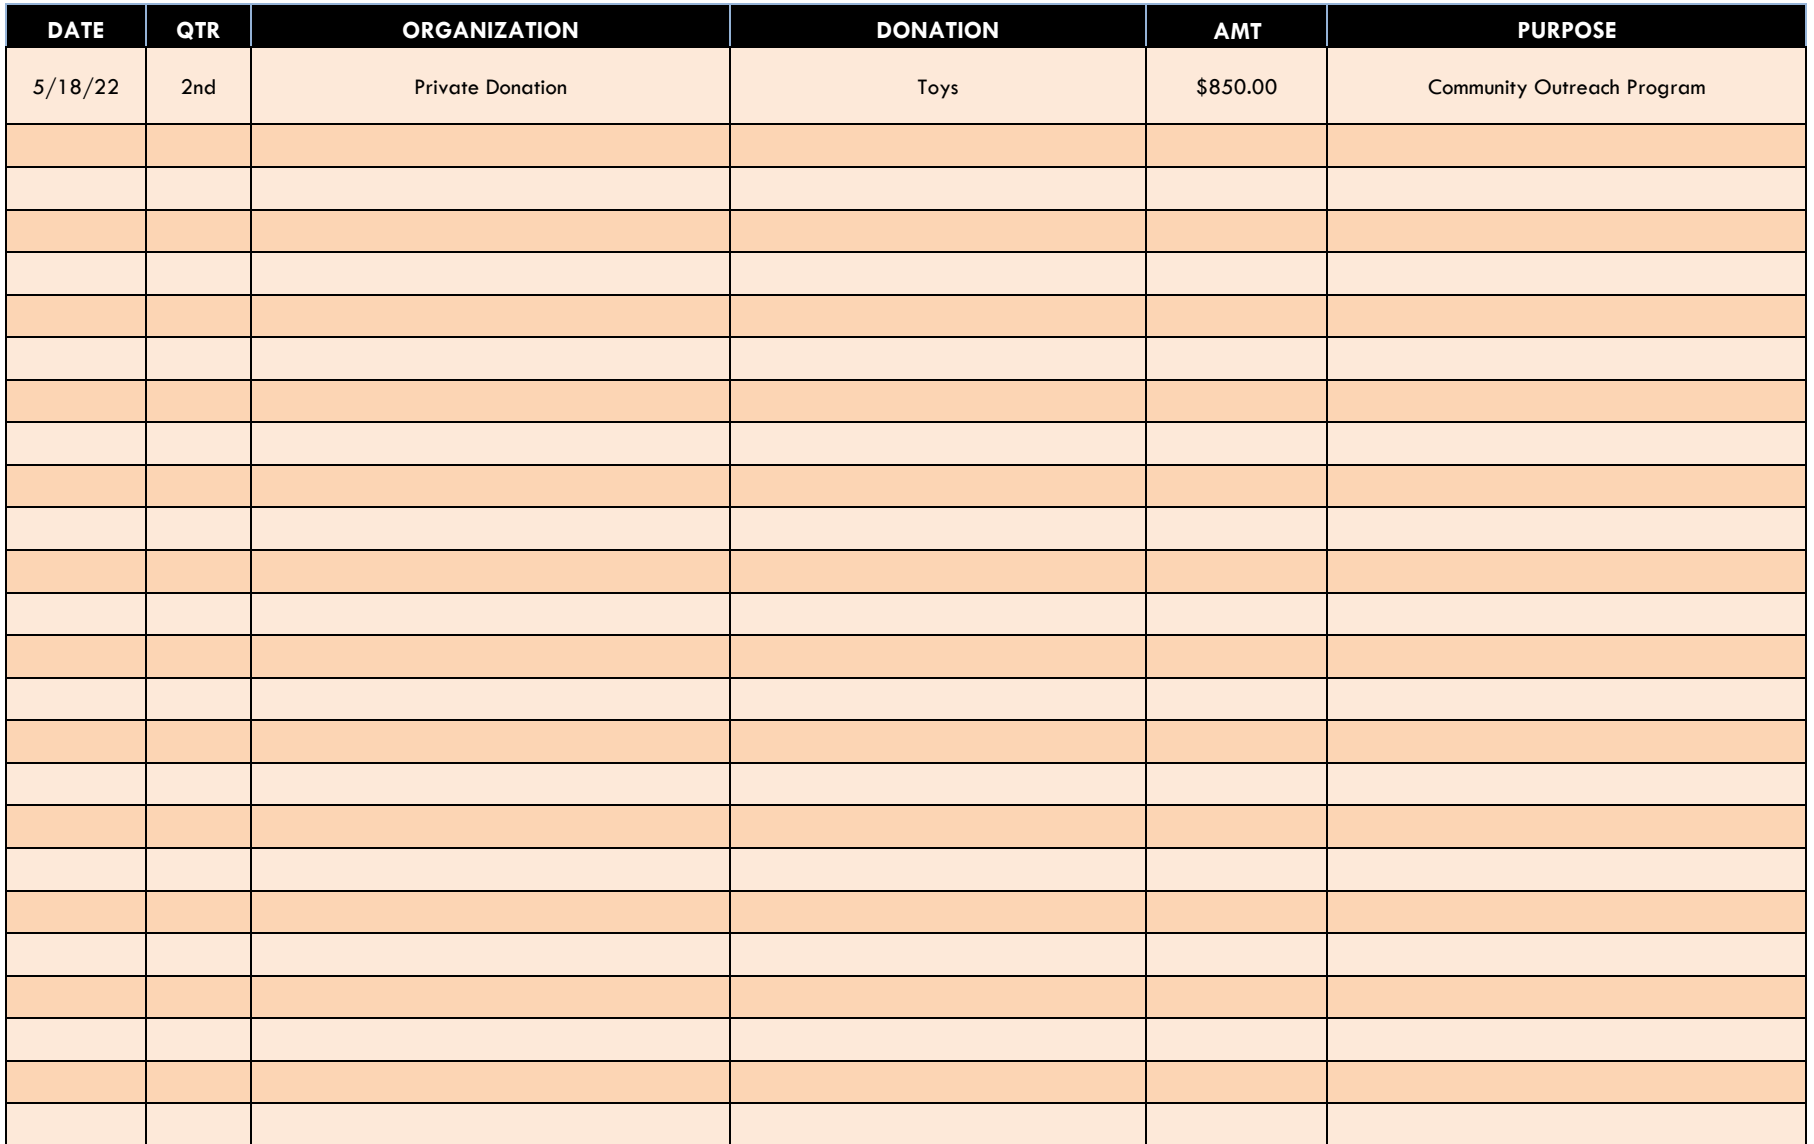 DATE QTR ORGANIZATION DONATION AMT PURPOSE
5/18/22 2nd Private Donation Toys $850.00 Community Outreach Program